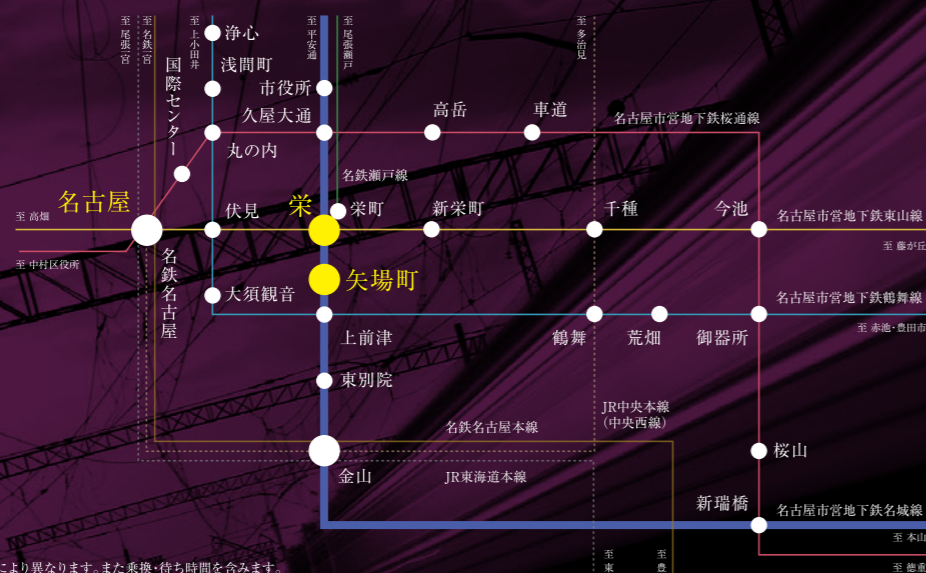 至 尾張一宮
至 名鉄一宮
至 上小田井
至 平安通
至 尾張瀬戸
至 多治見
浄心
国際センター
浅間町
市役所
久屋大通
高岳
車道
名古屋市営地下鉄桜通線
丸の内
名鉄瀬戸線
名古屋
伏見
栄
栄町
新栄町
千種
今池
名古屋市営地下鉄東山線
至 高畑
至 藤が丘
至 中村区役所
名鉄名古屋
矢場町
大須観音
名古屋市営地下鉄鶴舞線
至 赤池・豊田市
上前津
鶴舞
荒畑
御器所
東別院
JR中央本線
(中央西線)
名鉄名古屋本線
桜山
金山
JR東海道本線
新瑞橋
名古屋市営地下鉄名城線
至 本山
至 東
至 豊
至 徳重
により異なります。また乗換・待ち時間を含みます。